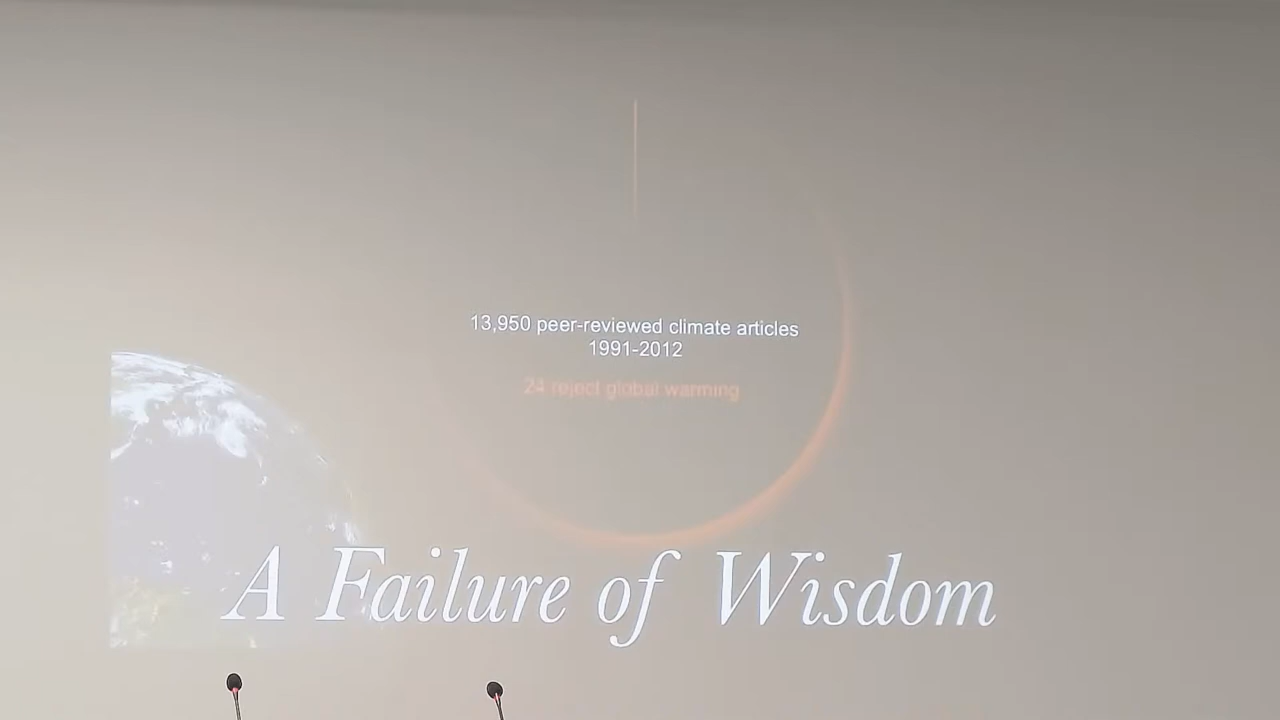 13,950 peer-reviewed climate articles
1991-2012
24 reject global warming
A Failure of Wisdom